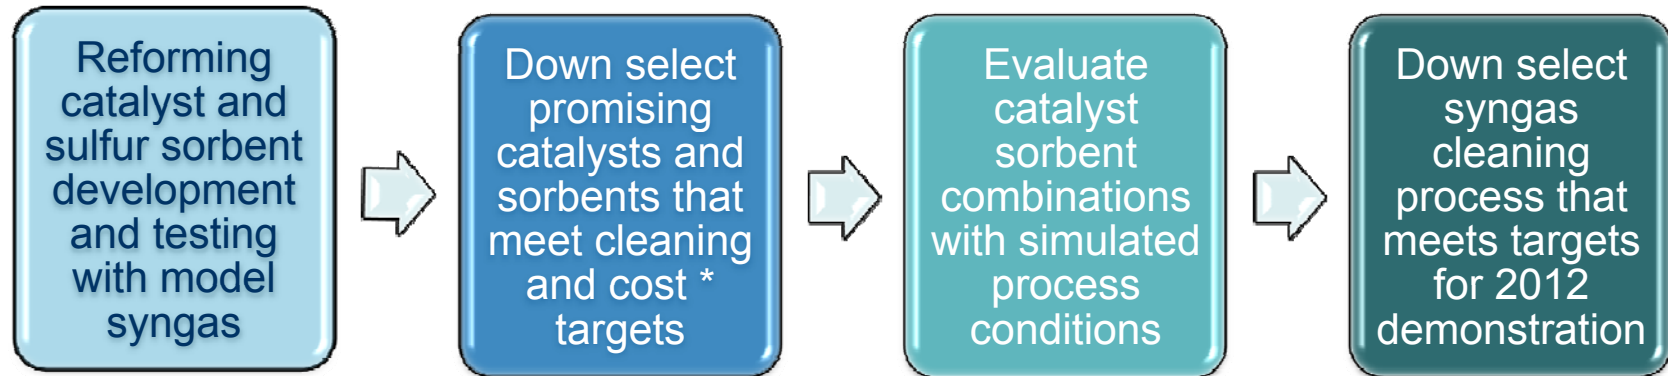 Reforming
catalyst and
sulfur sorbent
development
and testing
with model
syngas
Down select
promising
catalysts and
sorbents that
meet cleaning
and cost *
targets
Evaluate
catalyst
sorbent
combinations
with simulated
process
conditions
Down select
syngas
cleaning
process that
meets targets
for 2012
demonstration